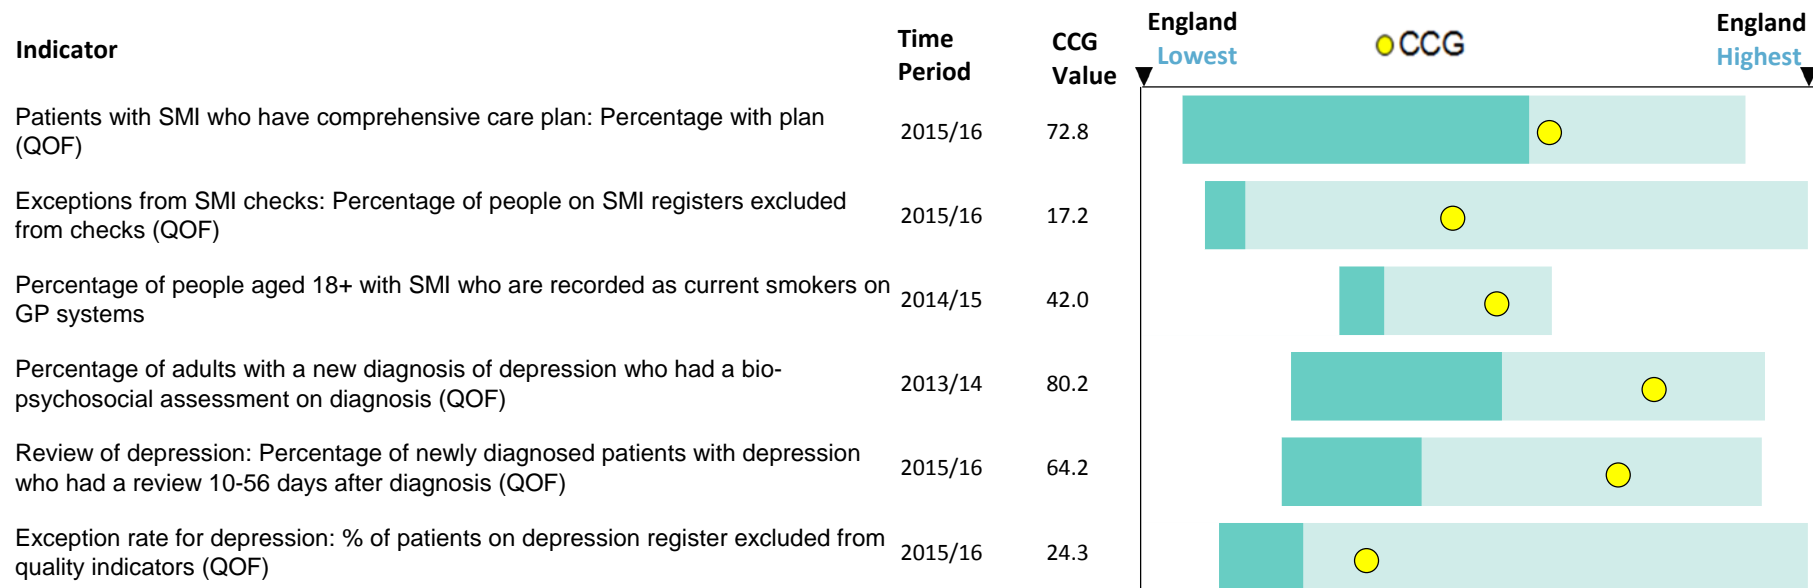 Indicator
Time
Period
CCG
Value
England
Lowest
CCG
England
Highest
Patients with SMI who have comprehensive care plan: Percentage with plan
(QOF)
2015/16
72.8
Exceptions from SMI checks: Percentage of people on SMI registers excluded
from checks (QOF)
2015/16
17.2
Percentage of people aged 18+ with SMI who are recorded as current smokers on
GP systems
2014/15
42.0
Percentage of adults with a new diagnosis of depression who had a bio-
psychosocial assessment on diagnosis (QOF)
2013/14
80.2
Review of depression: Percentage of newly diagnosed patients with depression
who had a review 10-56 days after diagnosis (QOF)
2015/16
64.2
Exception rate for depression: % of patients on depression register excluded from
quality indicators (QOF)
2015/16
24.3